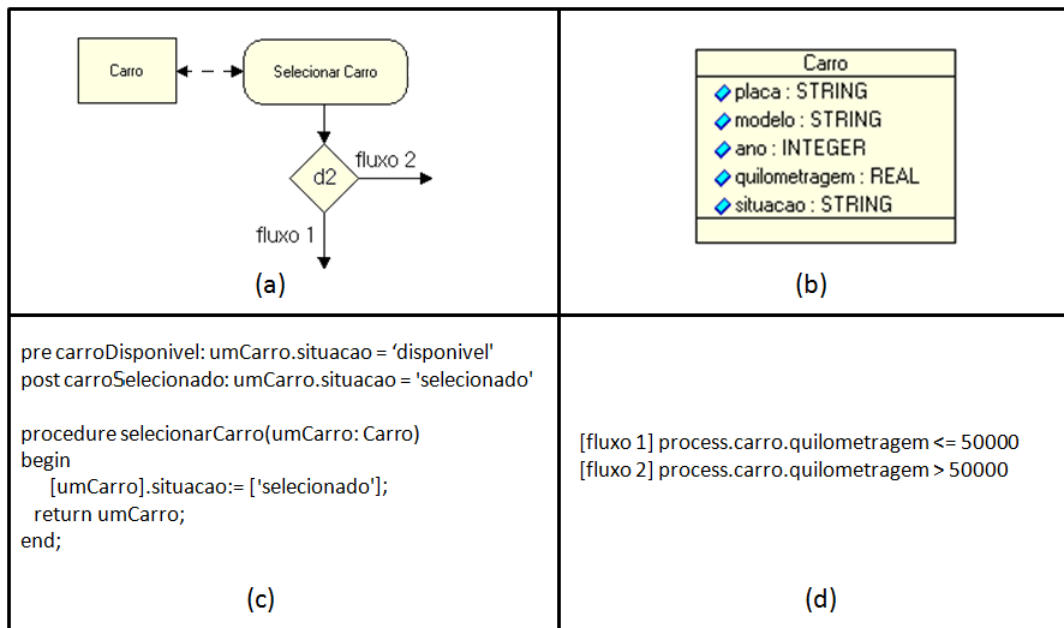 Carro
Selecionar Carro
d2
fluxo 2
fluxo 1
(a)
Carro
placa : STRING
modelo : STRING
ano : INTEGER
quilometragem : REAL
situacao : STRING
(b)
pre carroDisponivel: umCarro.situacao = ‘disponivel'
post carroSelecionado: umCarro.situacao = 'selecionado'
procedure selecionarCarro(umCarro: Carro)
begin
[umCarro].situacao:= ['selecionado'];
return umCarro;
end;
(c)
[fluxo 1] process.carro.quilometragem <= 50000
[fluxo 2] process.carro.quilometragem > 50000
(d)